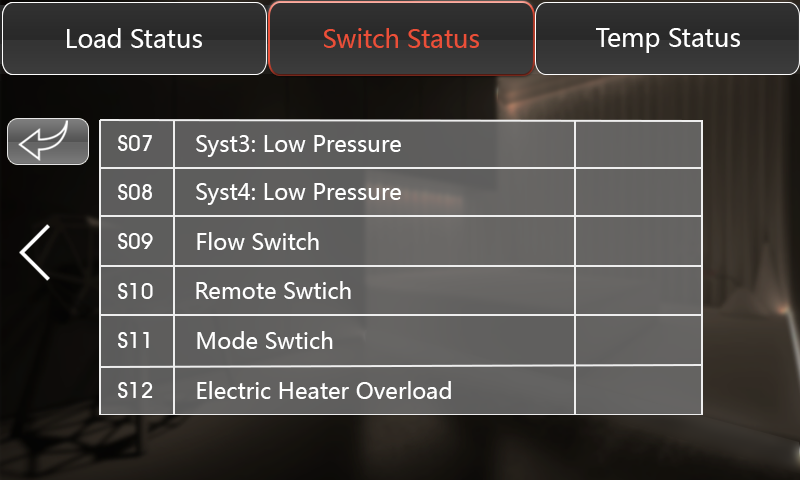 Load Status Switch Status Temp Status
S07 Syst3: Low Pressure
S08 Syst4: Low Pressure
S09 Flow Switch
S10 Remote Swtich
S11 Mode Swtich
S12 Electric Heater Overload